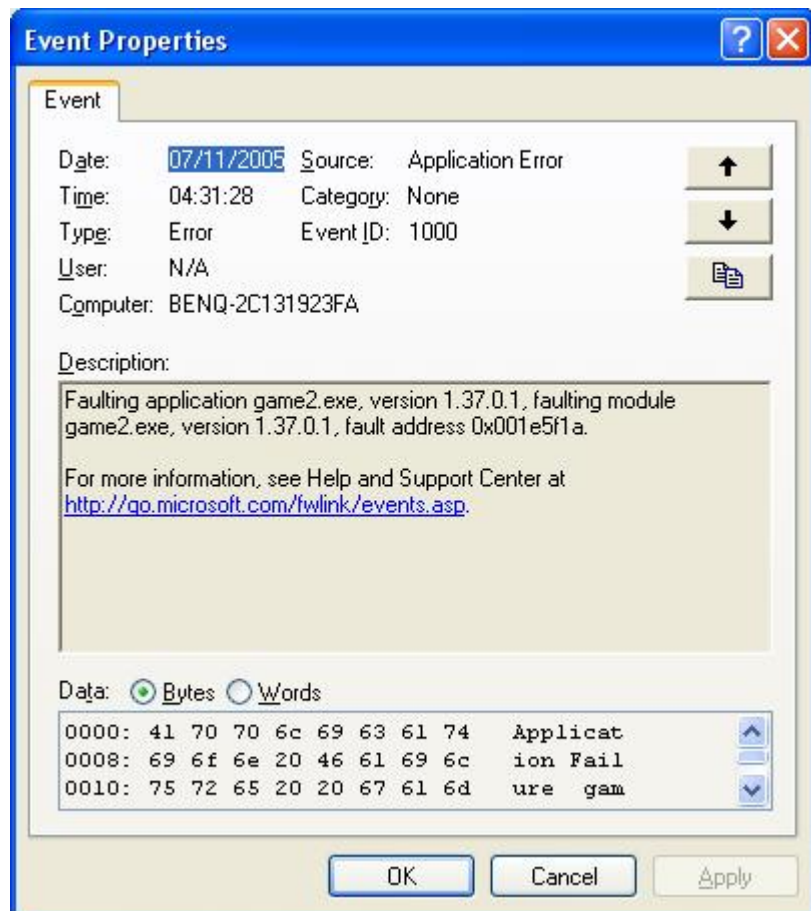 Event Properties
Event
Date: 07/11/2005 Source: Application Error
Time: 04:31:28 Category: None
Type: Error Event ID: 1000
User: N/A
Computer: BENQ-2C131923FA
Description:
Faulting application game2.exe, version 1.37.0.1, faulting module
game2.exe, version 1.37.0.1, fault address 0x001e5f1a.
For more information, see Help and Support Center at
http://go.microsoft.com/fwlink/events.asp.
Data: Bytes Words
0000: 41 70 70 6c 69 63 61 74 Applicat
0008: 69 6f 6e 20 46 61 69 6c ion Fail
0010: 75 72 65 20 20 67 61 6d ure  gam
OK Cancel Apply